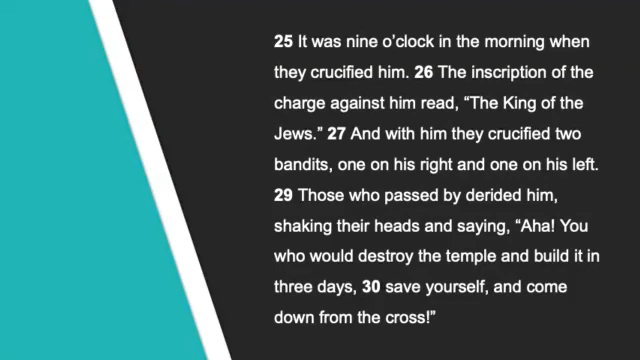 25 It was nine o’clock in the morning when
they crucified him. 26 The inscription of the
charge against him read, “The King of the
Jews.” 27 And with him they crucified two
bandits, one on his right and one on his left.
29 Those who passed by derided him,
shaking their heads and saying, “Aha! You
who would destroy the temple and build it in
three days, 30 save yourself, and come
down from the cross!”